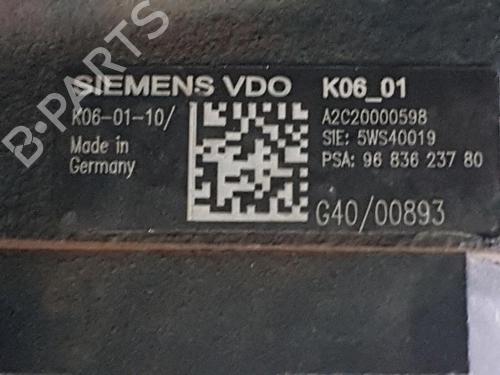 SIEMENS VDO K06_01
K06-01-10/ A2C20000598
Made in SIE: 5WS40019
Germany PSA: 96 836 237 80
G40/00893
B-PARTS